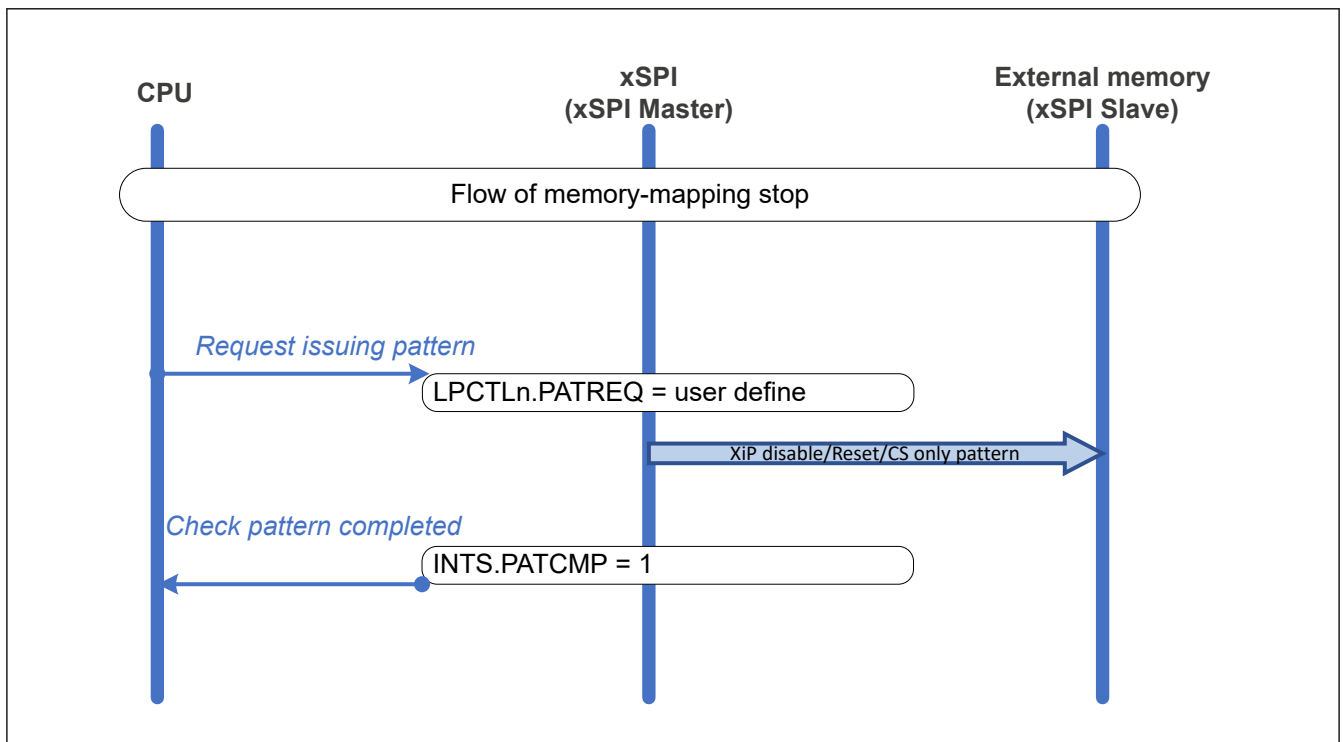 CPU
xSPI
(xSPI Master)
External memory
(xSPI Slave)
Flow of memory-mapping stop
Request issuing pattern
LPCTLn.PATREQ = user define
XiP disable/Reset/CS only pattern
Check pattern completed
INTS.PATCMP = 1